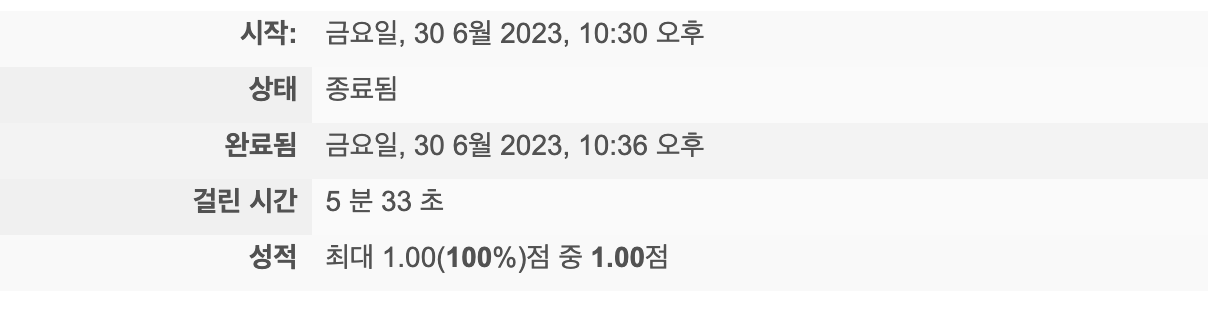 시작: 금요일, 30 6월 2023, 10:30 오후
상태 종료됨
완료됨 금요일, 30 6월 2023, 10:36 오후
걸린 시간 5 분 33 초
성적 최대 1.00(100%)점 중 1.00점